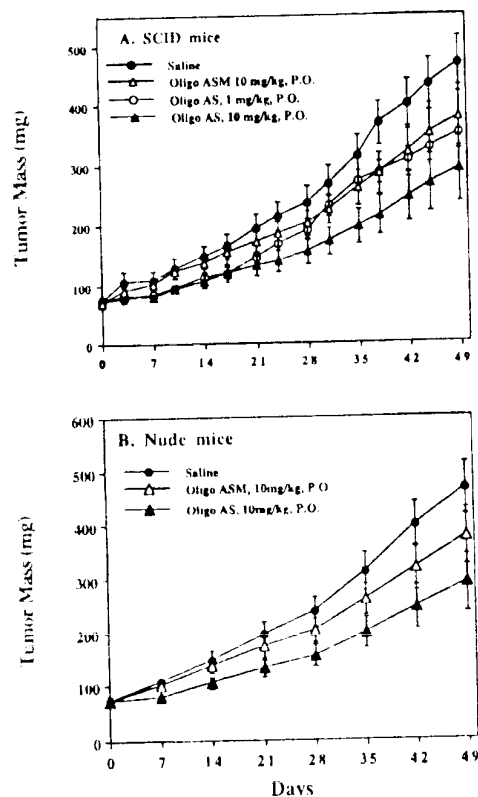 A. SCID mice
Saline
Oligo ASM 10 mg/kg, P.O.
Oligo AS, 1 mg/kg, P.O.
Oligo AS, 10 mg/kg, P.O.
Tumor Mass (mg)
500
400
300
200
100
0
0 7 14 21 28 35 42 49
B. Nude mice
Saline
Oligo ASM, 10mg/kg, P.O
Oligo AS, 10mg/kg, P.O.
Tumor Mass (mg)
600
500
400
300
200
100
0
0 7 14 21 28 35 42 49
Days